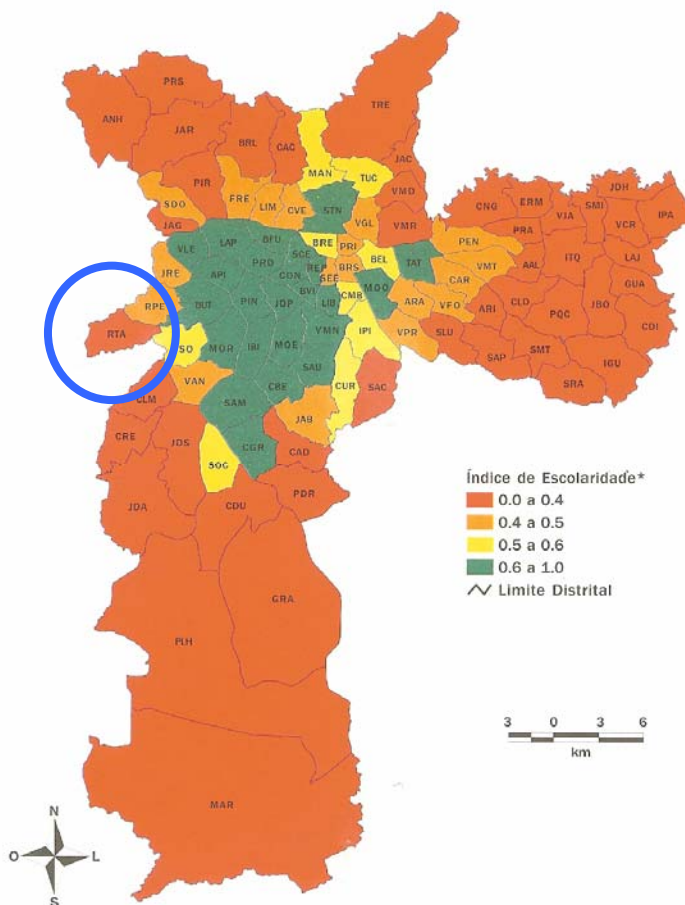 PRS
TRE
ANH
JAR
BRL
CAC
JAC
MAN
TUC
PIR
VMD
JDH
CNG
ERM
SMI
IPA
SDO
FRE
LIM
CVE
STN
VGL
VMR
VJA
VCR
JAG
PRA
PEN
VLE
LAP
BFU
BRE
PRI
BEL
TAT
AAL
ITQ
LAJ
JRE
API
PRD
SCE
REP
SEE
BRS
MOO
CAR
VMT
GUA
CON
BVI
CMB
RPE
BUT
PIN
JDP
LIB
ARA
VFO
ARI
CLD
PQC
JBO
CDI
RTA
SO
MOR
IBI
MOE
VMN
IPI
VPR
SLU
SAP
SMT
IGU
SAU
VAN
CBE
CUR
SAC
SRA
CLM
SAM
JAB
CRE
JDS
SOC
CGR
CAD
JDA
CDU
PDR
Índice de Escolaridade*
0.0 a 0.4
0.4 a 0.5
0.5 a 0.6
0.6 a 1.0
Limite Distrital
GRA
PLH
3 0 3 6
km
MAR
N
O L
S